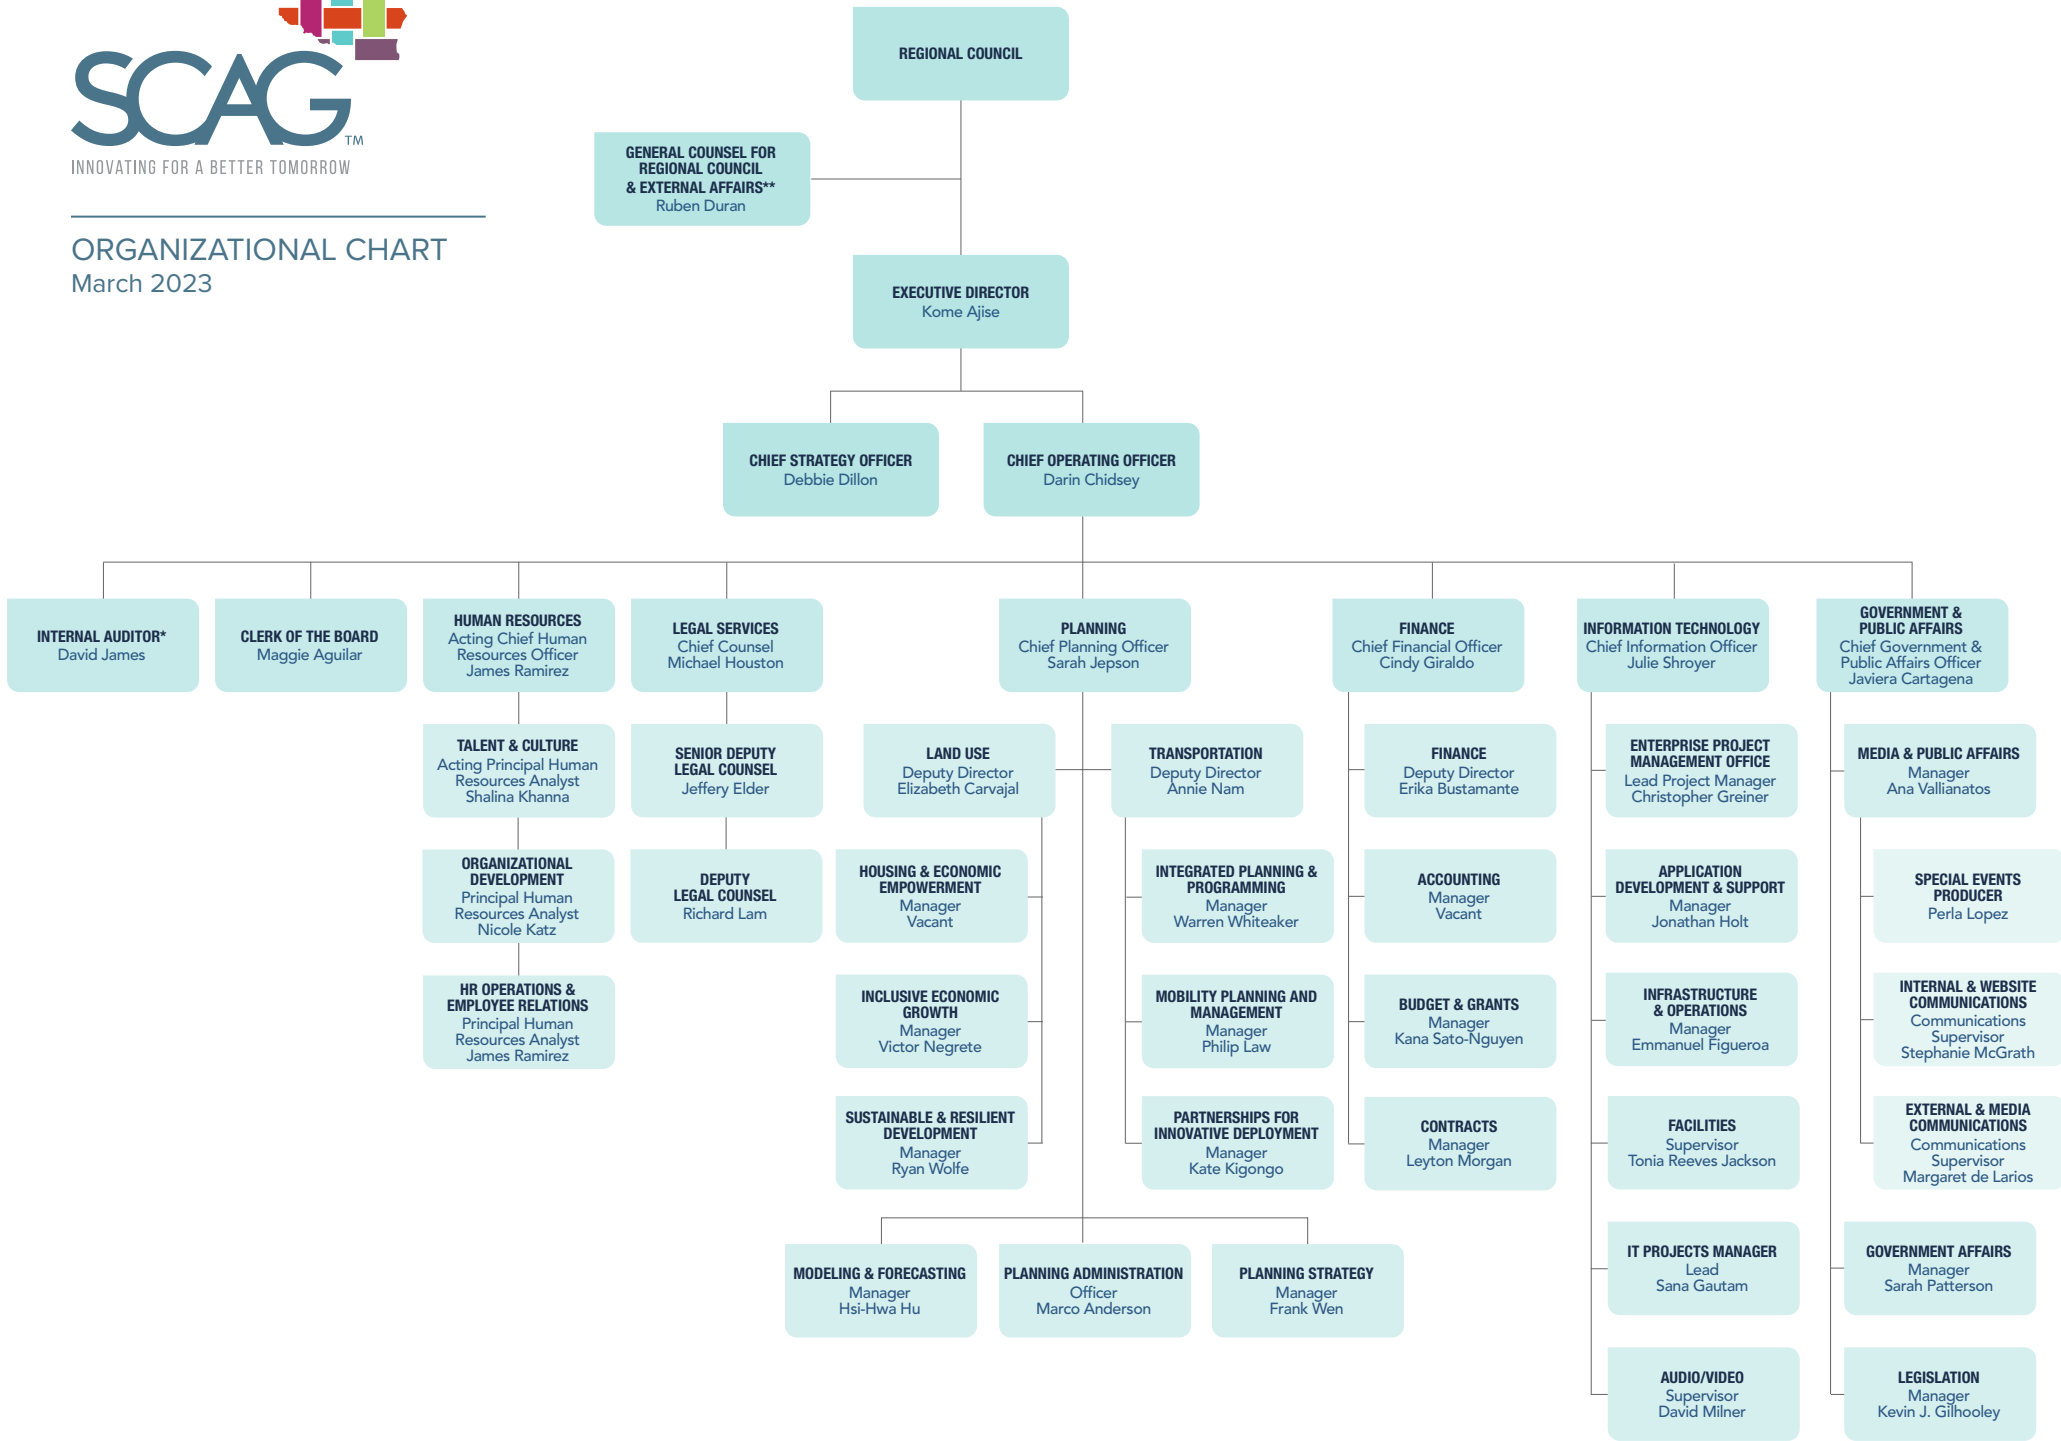 SCAG™
INNOVATING FOR A BETTER TOMORROW
ORGANIZATIONAL CHART
March 2023
REGIONAL COUNCIL
GENERAL COUNSEL FOR
REGIONAL COUNCIL
& EXTERNAL AFFAIRS**
Ruben Duran
EXECUTIVE DIRECTOR
Kome Ajise
CHIEF STRATEGY OFFICER
Debbie Dillon
CHIEF OPERATING OFFICER
Darin Chidsey
INTERNAL AUDITOR*
David James
CLERK OF THE BOARD
Maggie Aguilar
HUMAN RESOURCES
Acting Chief Human
Resources Officer
James Ramirez
TALENT & CULTURE
Acting Principal Human
Resources Analyst
Shalina Khanna
ORGANIZATIONAL
DEVELOPMENT
Principal Human
Resources Analyst
Nicole Katz
HR OPERATIONS &
EMPLOYEE RELATIONS
Principal Human
Resources Analyst
James Ramirez
LEGAL SERVICES
Chief Counsel
Michael Houston
SENIOR DEPUTY
LEGAL COUNSEL
Jeffery Elder
DEPUTY
LEGAL COUNSEL
Richard Lam
PLANNING
Chief Planning Officer
Sarah Jepson
LAND USE
Deputy Director
Elizabeth Carvajal
HOUSING & ECONOMIC
EMPOWERMENT
Manager
Vacant
INCLUSIVE ECONOMIC
GROWTH
Manager
Victor Negrete
SUSTAINABLE & RESILIENT
DEVELOPMENT
Manager
Ryan Wolfe
TRANSPORTATION
Deputy Director
Annie Nam
INTEGRATED PLANNING &
PROGRAMMING
Manager
Warren Whiteaker
MOBILITY PLANNING AND
MANAGEMENT
Manager
Philip Law
PARTNERSHIPS FOR
INNOVATIVE DEPLOYMENT
Manager
Kate Kigongo
MODELING & FORECASTING
Manager
Hsi-Hwa Hu
PLANNING ADMINISTRATION
Officer
Marco Anderson
PLANNING STRATEGY
Manager
Frank Wen
FINANCE
Chief Financial Officer
Cindy Giraldo
FINANCE
Deputy Director
Erika Bustamante
ACCOUNTING
Manager
Vacant
BUDGET & GRANTS
Manager
Kana Sato-Nguyen
CONTRACTS
Manager
Leyton Morgan
INFORMATION TECHNOLOGY
Chief Information Officer
Julie Shroyer
ENTERPRISE PROJECT
MANAGEMENT OFFICE
Lead Project Manager
Christopher Greiner
APPLICATION
DEVELOPMENT & SUPPORT
Manager
Jonathan Holt
INFRASTRUCTURE
& OPERATIONS
Manager
Emmanuel Figueroa
FACILITIES
Supervisor
Tonia Reeves Jackson
IT PROJECTS MANAGER
Lead
Sana Gautam
AUDIO/VIDEO
Supervisor
David Milner
GOVERNMENT &
PUBLIC AFFAIRS
Chief Government &
Public Affairs Officer
Javiera Cartagena
MEDIA & PUBLIC AFFAIRS
Manager
Ana Vallianatos
SPECIAL EVENTS
PRODUCER
Perla Lopez
INTERNAL & WEBSITE
COMMUNICATIONS
Communications
Supervisor
Stephanie McGrath
EXTERNAL & MEDIA
COMMUNICATIONS
Communications
Supervisor
Margaret de Larios
GOVERNMENT AFFAIRS
Manager
Sarah Patterson
LEGISLATION
Manager
Kevin J. Gilhooley